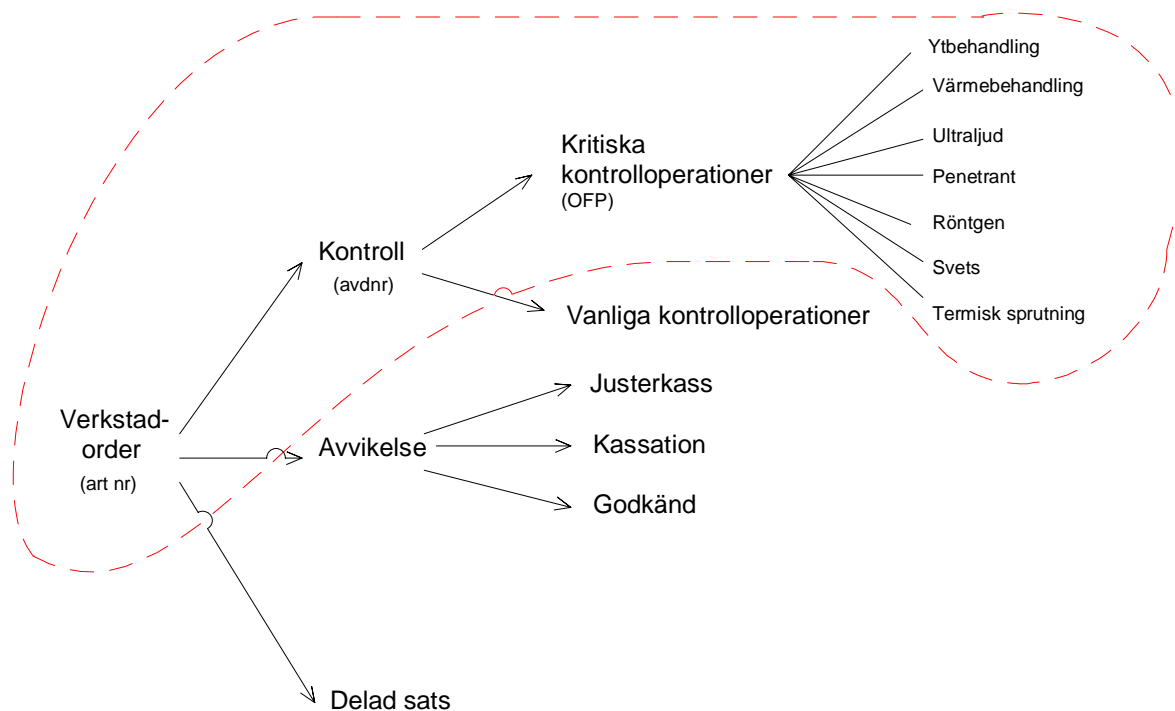 Ytbehandling
Värmebehandling
Ultraljud
Penetrant
Röntgen
Svets
Termisk sprutning
Kritiska
kontrolloperationer
(OFP)
Kontroll
(avdnr)
Vanliga kontrolloperationer
Justerkass
Verkstad-
order
(art nr)
Avvikelse
Kassation
Godkänd
Delad sats